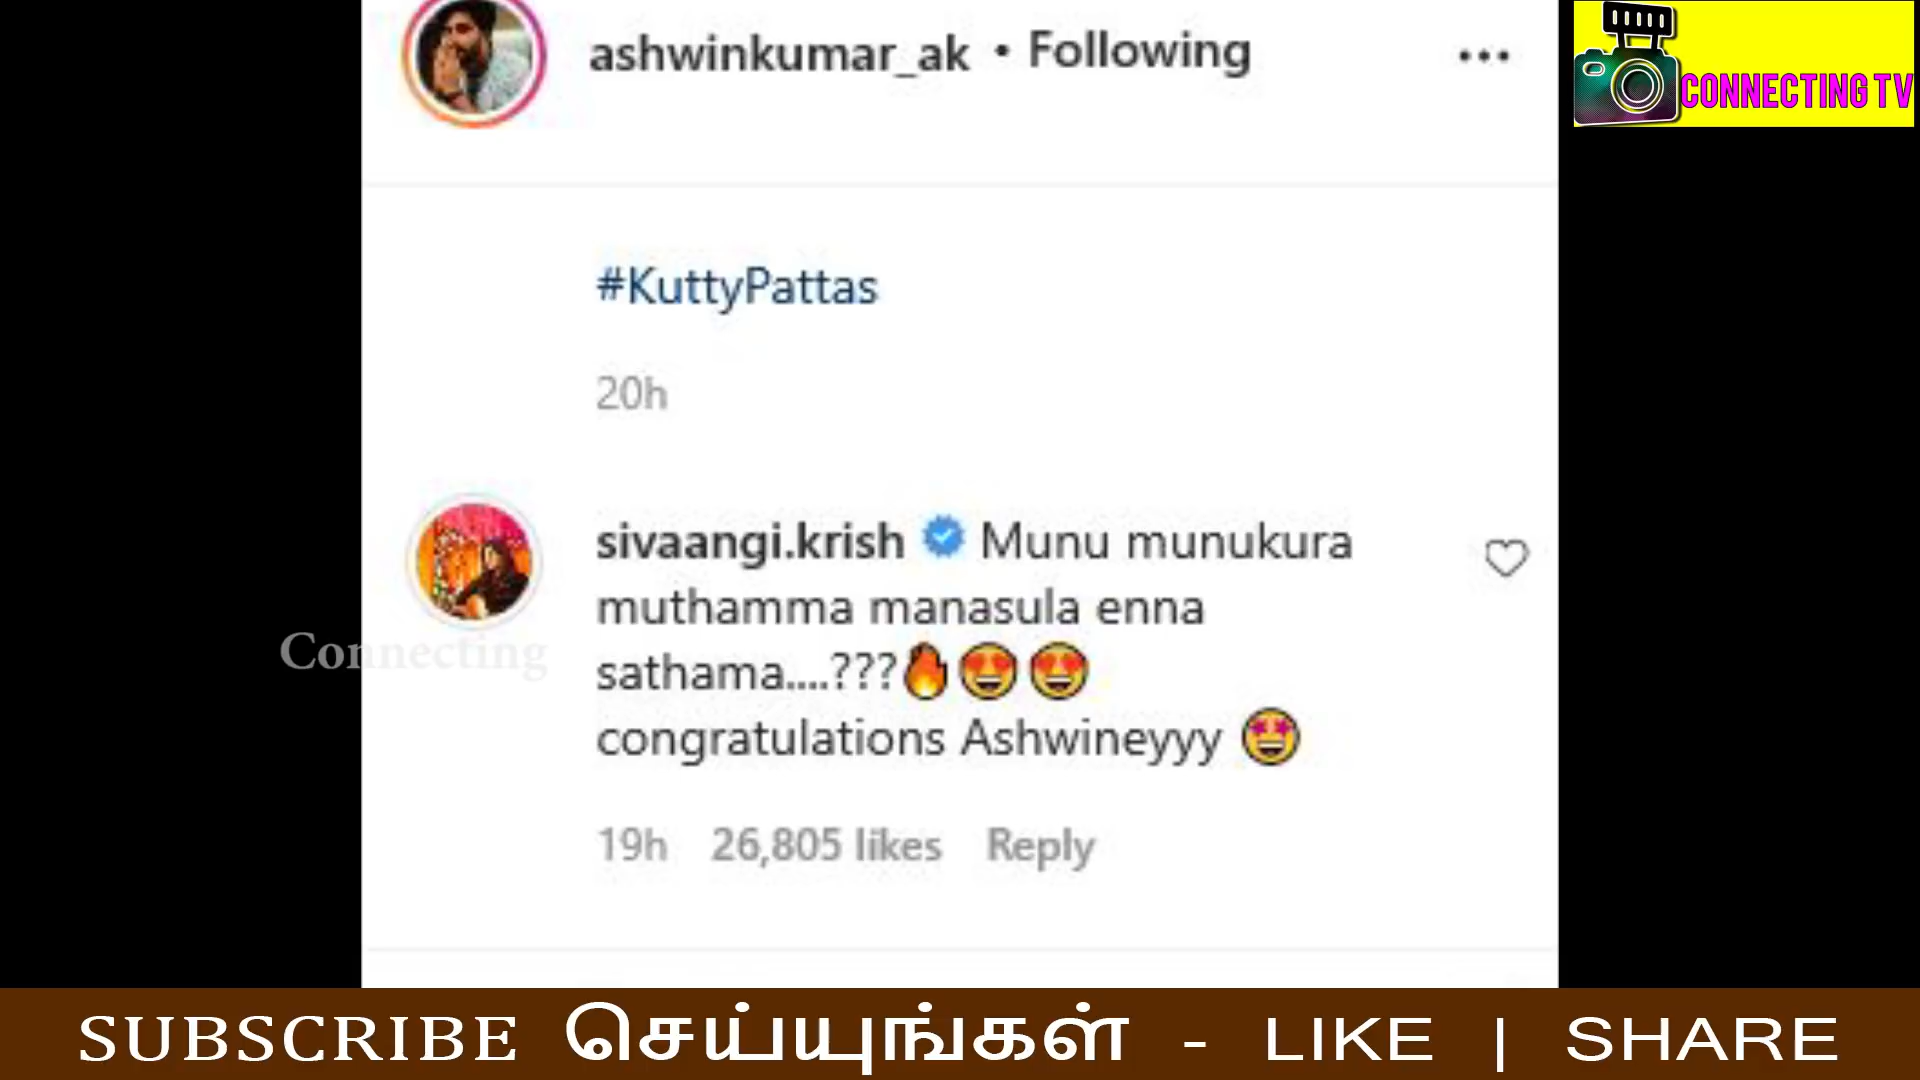 ashwinkumar_ak • Following
CONNECTING TV
#KuttyPattas
20h
sivaangi.krish Munu munukura
muthamma manasula enna
sathama....???🔥😍😍
Connecting
congratulations Ashwineyyy 🤩
19h 26,805 likes Reply
SUBSCRIBE செய்யுங்கள் - LIKE | SHARE